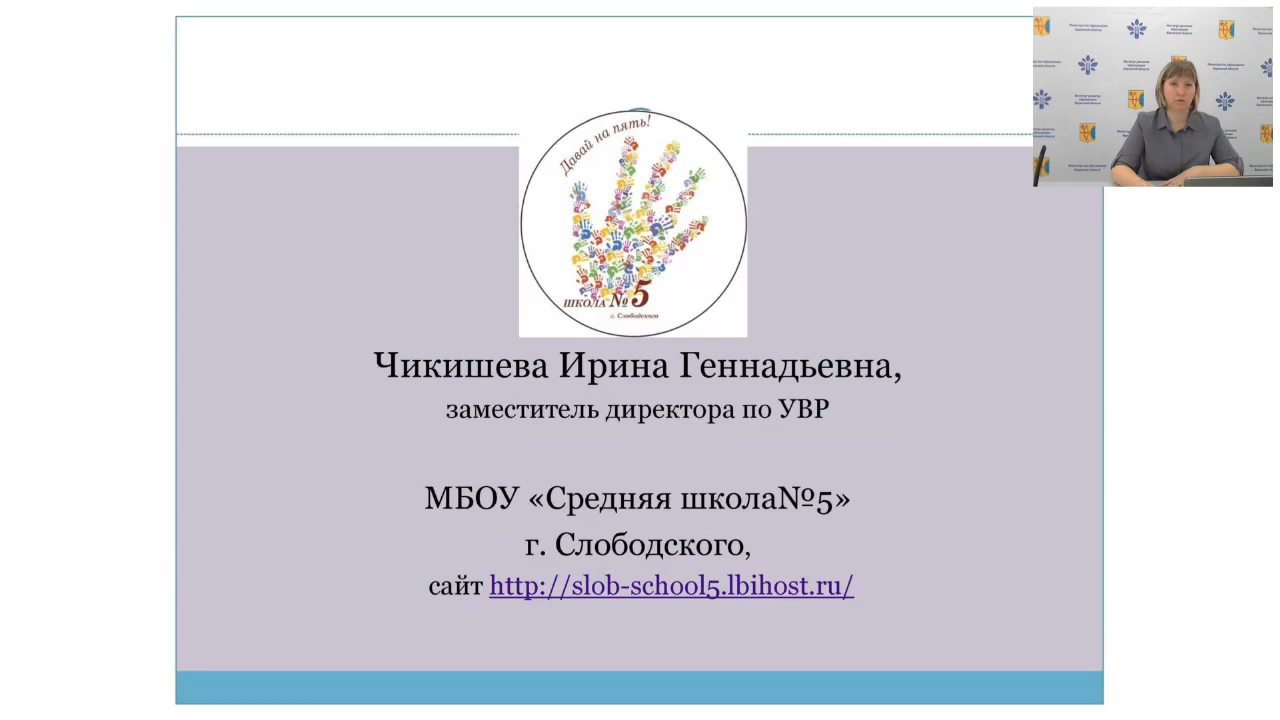 Давай на пять!
ШКОЛА №5
г. Слободского
Чикишева Ирина Геннадьевна,
заместитель директора по УВР
МБОУ «Средняя школа№5»
г. Слободского,
сайт http://slob-school5.lbihost.ru/